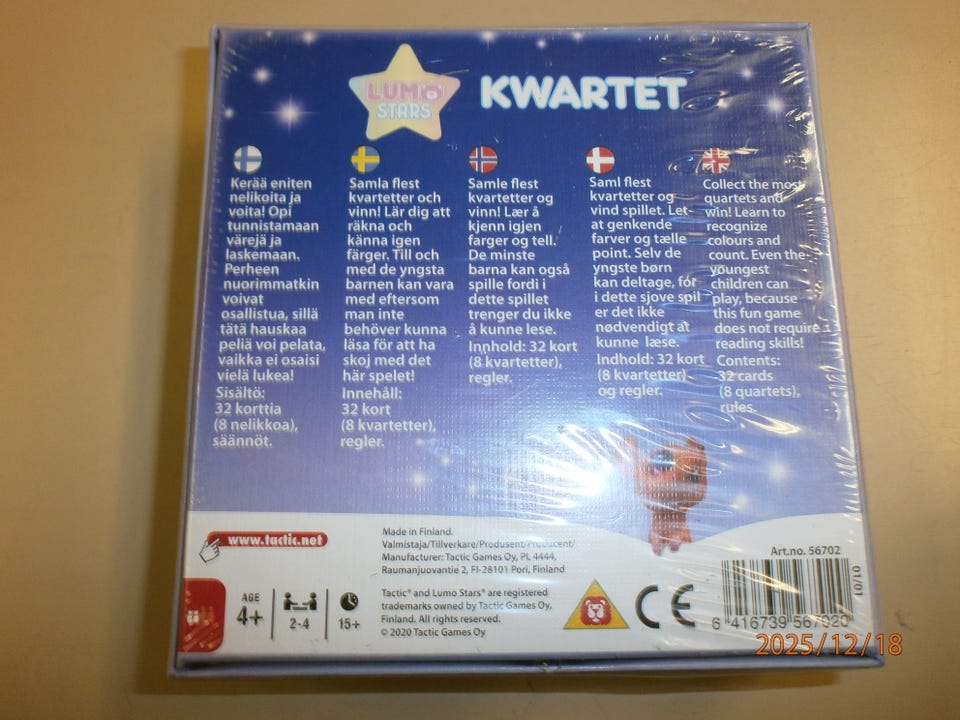 LUMO
STARS
KWARTET
Kerää eniten
nelikoita ja
voita! Opi
tunnistamaan
värejä ja
laskemaan.
Perheen
nuorimmatkin
voivat
osallistua, sillä
tätä hauskaa
peliä voi pelata,
vaikka ei osaisi
vielä lukea!
Sisältö:
32 korttia
(8 nelikkoa),
säännöt.
Samla flest
kvartetter och
vinn! Lär dig att
räkna och
känna igen
färger. Till och
med de yngsta
barnen kan vara
med eftersom
man inte
behöver kunna
läsa för att ha
skoj med det
här spelet!
Innehåll:
32 kort
(8 kvartetter),
regler.
Samle flest
kvartetter og
vinn! Lær å
kjenn igjen
farger og tell.
De minste
barna kan også
spille fordi i
dette spillet
trenger du ikke
å kunne lese.
Innhold: 32 kort
(8 kvartetter),
regler.
Saml flest
kvartetter og
vind spillet. Let-
at genkende
farver og tælle
point. Selv de
yngste børn
kan deltage, for
i dette sjove spil
er det ikke
nødvendigt at
kunne læse.
Indhold: 32 kort
(8 kvartetter)
og regler.
Collect the most
quartets and
win! Learn to
recognize
colours and
count. Even the
youngest
children can
play, because
this fun game
does not require
reading skills!
Contents:
32 cards
(8 quartets),
rules.
www.tactic.net
Made in Finland.
Valmistaja/Tillverkare/Produsent/Producent/
Manufacturer: Tactic Games Oy, PL 4444,
Raumanjuovantie 2, FI-28101 Pori, Finland
Tactic® and Lumo Stars® are registered
trademarks owned by Tactic Games Oy,
Finland. All rights reserved.
© 2020 Tactic Games Oy
AGE
4+
2-4
15+
CE
Art.no. 56702
01/01
6 416739 567020
2025/12/18